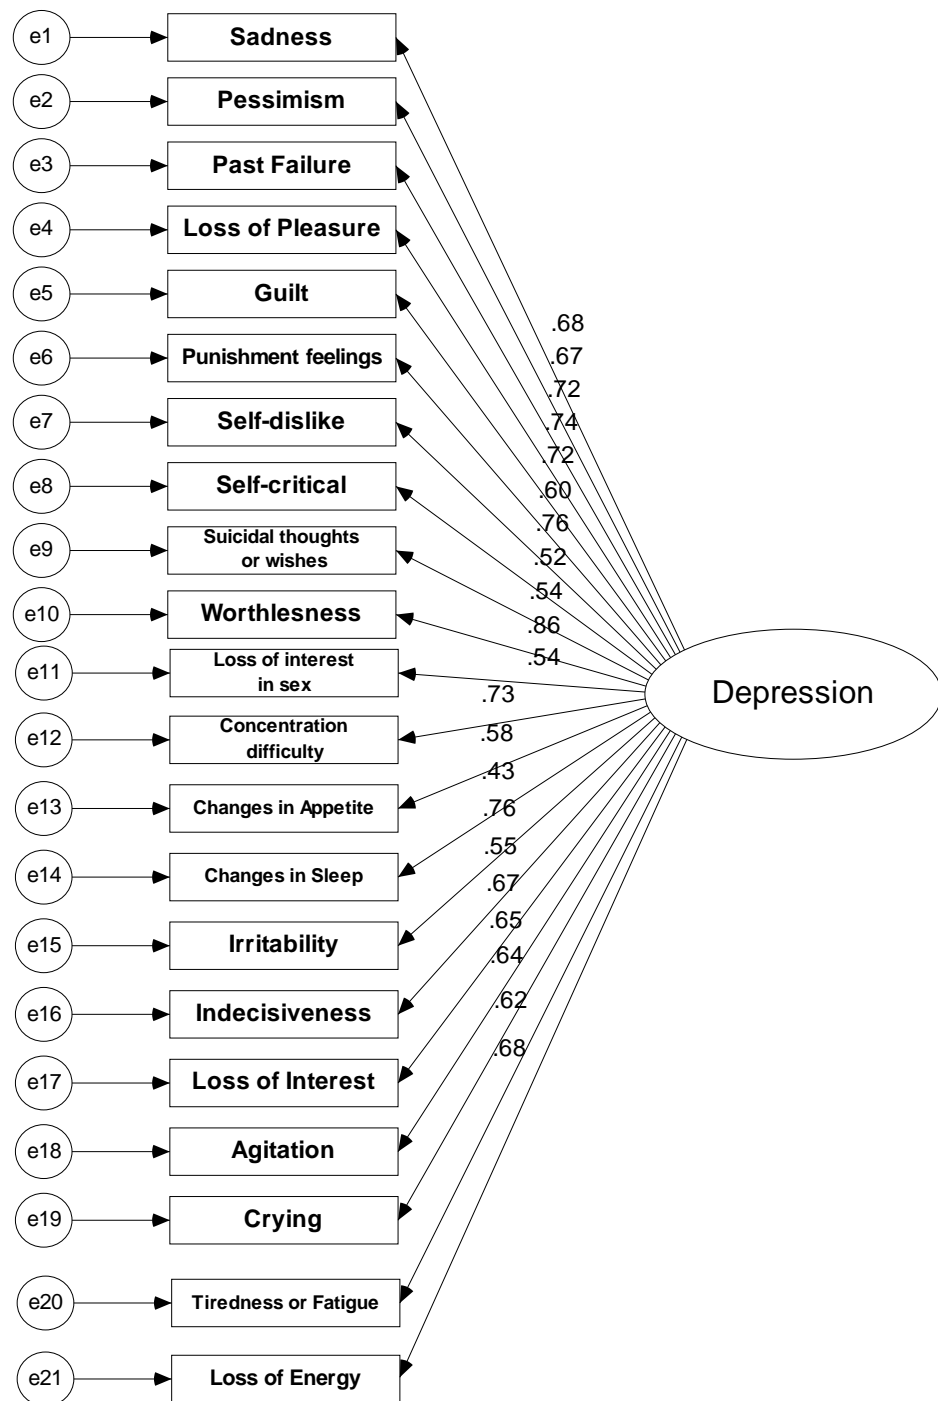 e1 Sadness
e2 Pessimism
e3 Past Failure
e4 Loss of Pleasure
e5 Guilt
e6 Punishment feelings
e7 Self-dislike
e8 Self-critical
e9 Suicidal thoughts
or wishes
e10 Worthlesness
e11 Loss of interest
in sex
e12 Concentration
difficulty
e13 Changes in Appetite
e14 Changes in Sleep
e15 Irritability
e16 Indecisiveness
e17 Loss of Interest
e18 Agitation
e19 Crying
e20 Tiredness or Fatigue
e21 Loss of Energy
.68
.67
.72
.74
.72
.60
.76
.52
.54
.86
.54
.73
.58
.43
.76
.55
.67
.65
.64
.62
.68
Depression